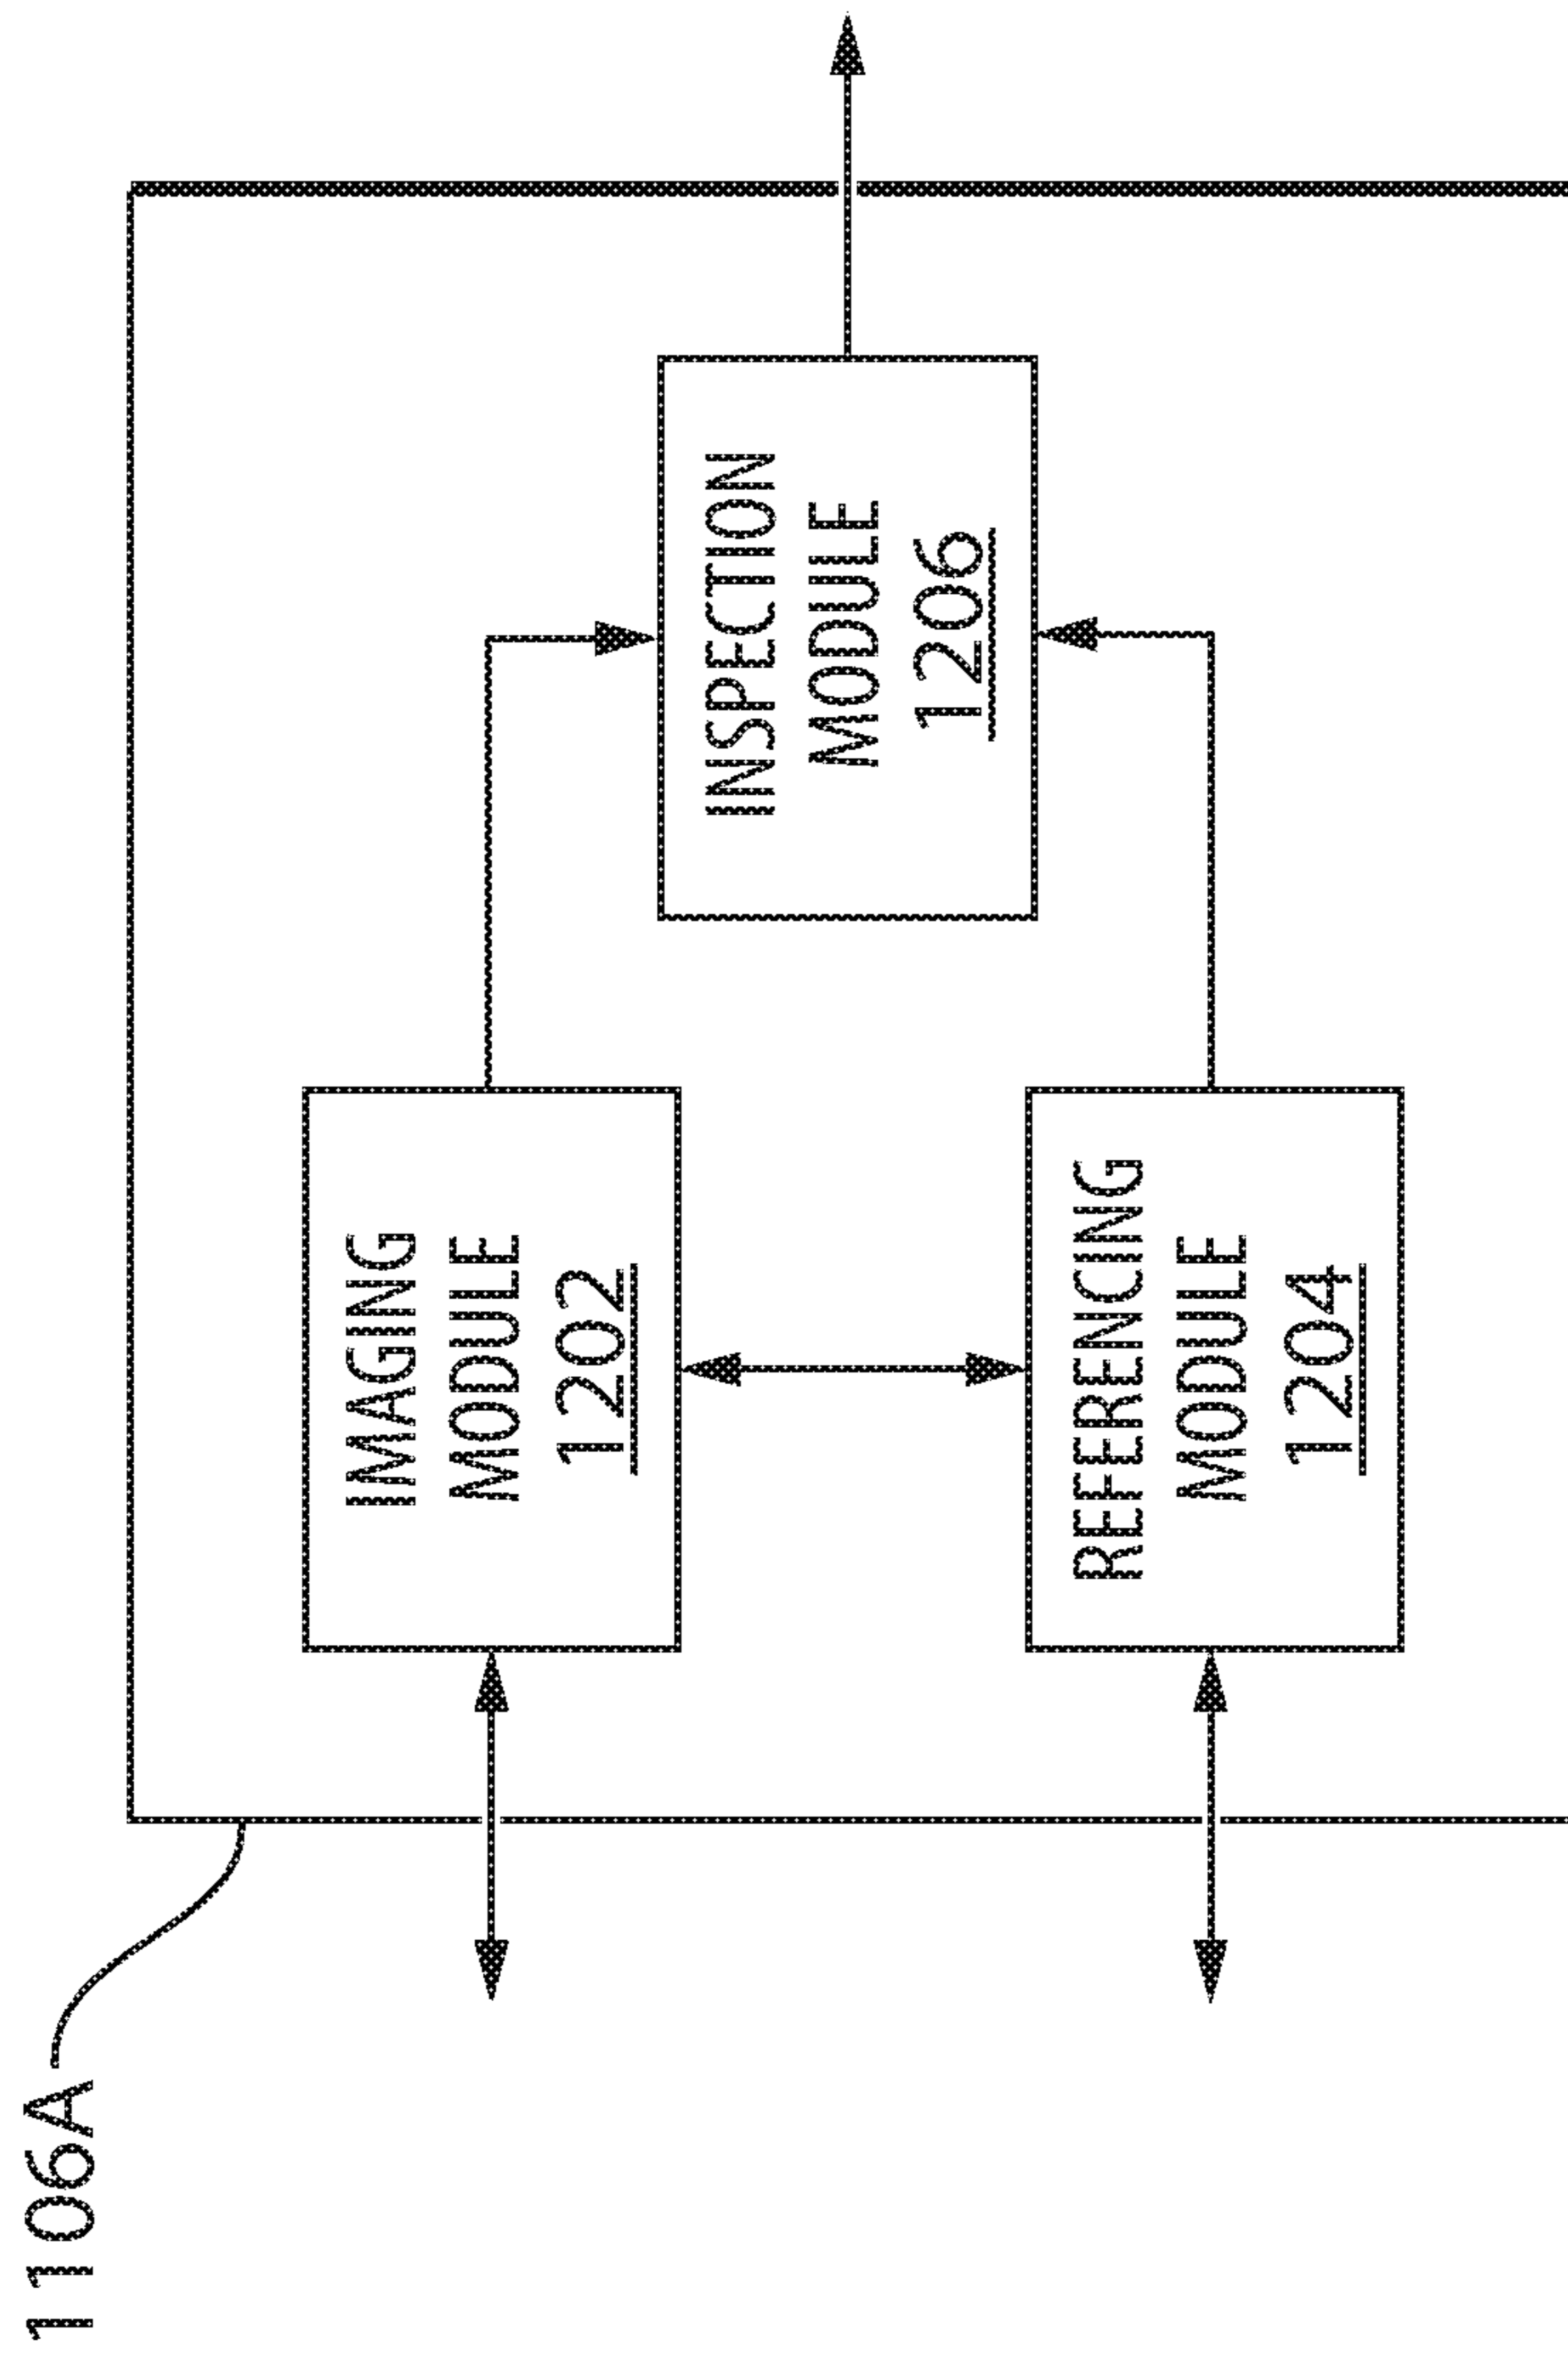 1106A
IMAGING
MODULE
1202
INSPECTION
MODULE
1206
REFERENCING
MODULE
1204